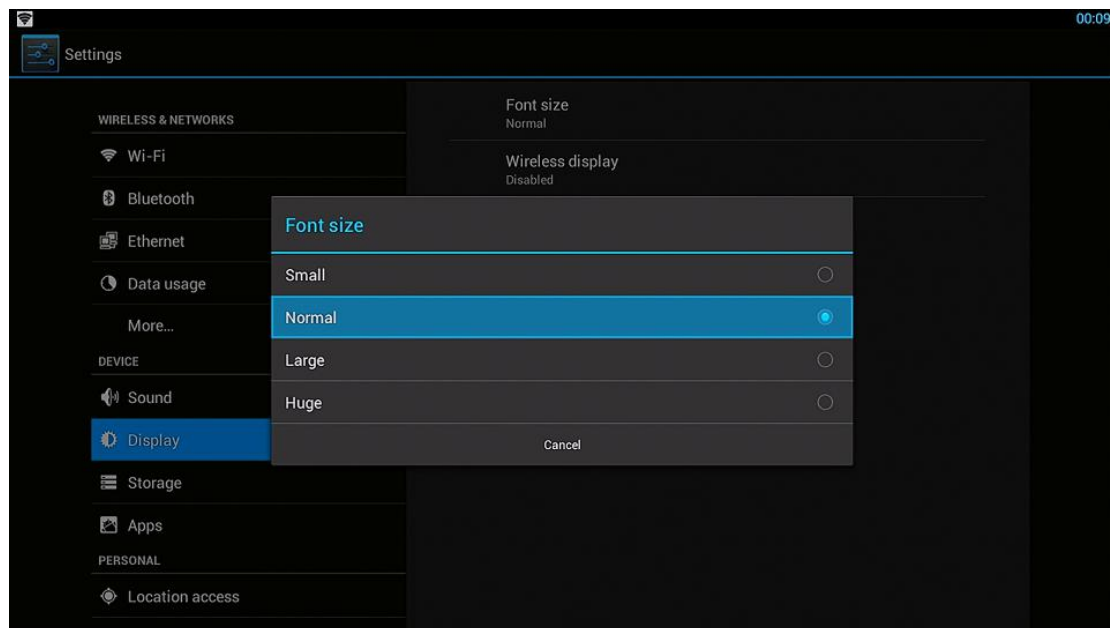 00:09
Settings
WIRELESS & NETWORKS
Wi-Fi
Bluetooth
Ethernet
Data usage
More...
DEVICE
Sound
Display
Storage
Apps
PERSONAL
Location access
Font size
Normal
Wireless display
Disabled
Font size
Small
Normal
Large
Huge
Cancel